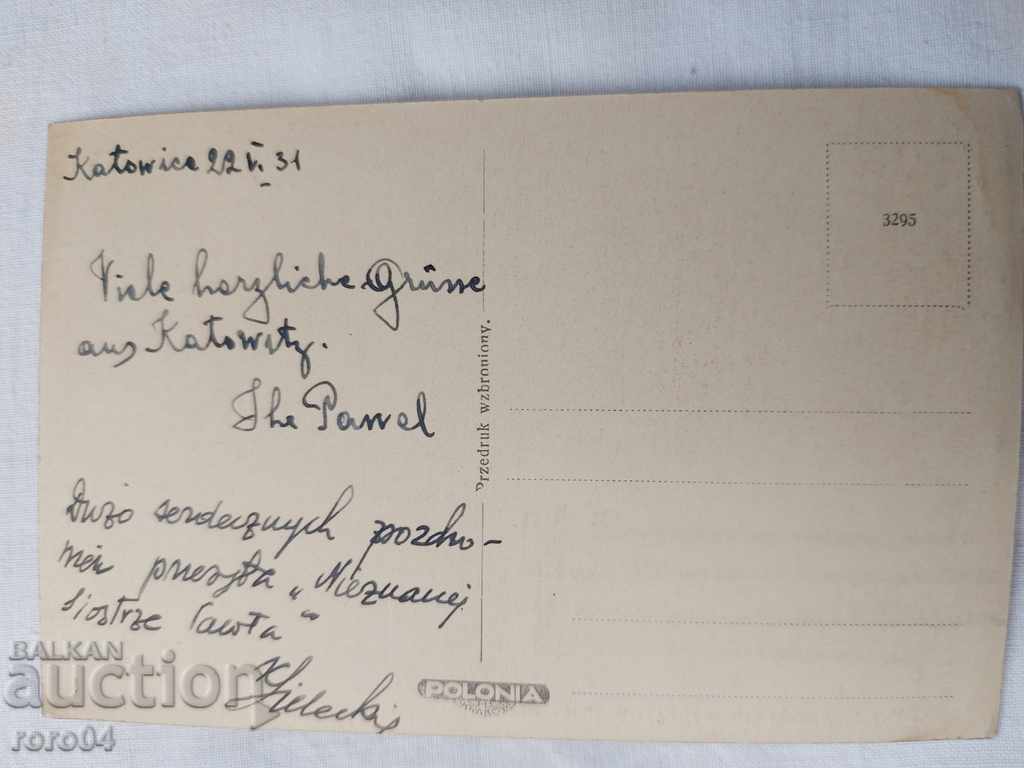 Katowice 22 V. 31
Viele herzliche Grüsse
aus Katowitz.
Ihr Pawel
Dużo serdecznych pozdro-
wień przesyła „Nieznanej
siostrze Pawła“
Przedruk wzbroniony.
3295
POLONIA
BALKAN
auction
roro04